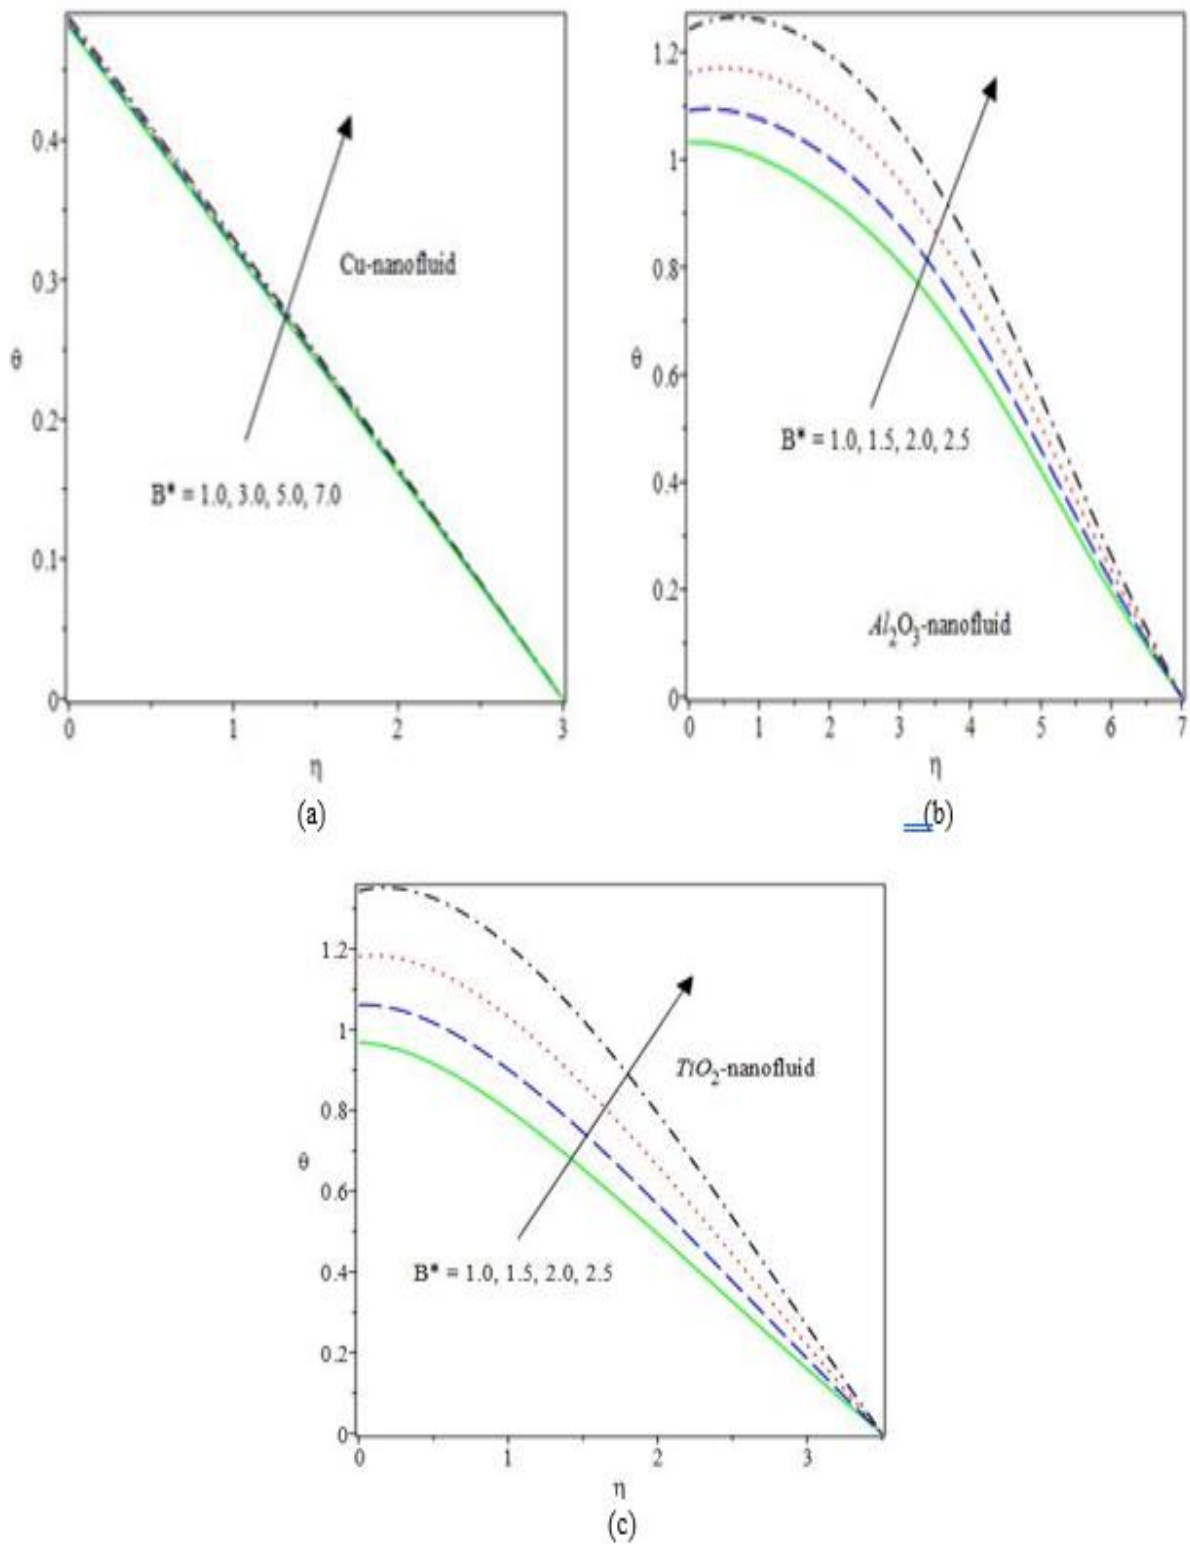 0.4
0.3
0.2
0.1
0
θ
Cu-nanofluid
B* = 1.0, 3.0, 5.0, 7.0
0 1 2 3
η
(a)
1.2
1
0.8
0.6
0.4
0.2
0
θ
B* = 1.0, 1.5, 2.0, 2.5
Al2O3-nanofluid
0 1 2 3 4 5 6 7
η
(b)
1.2
1
0.8
0.6
0.4
0.2
0
θ
TiO2-nanofluid
B* = 1.0, 1.5, 2.0, 2.5
0 1 2 3
η
(c)